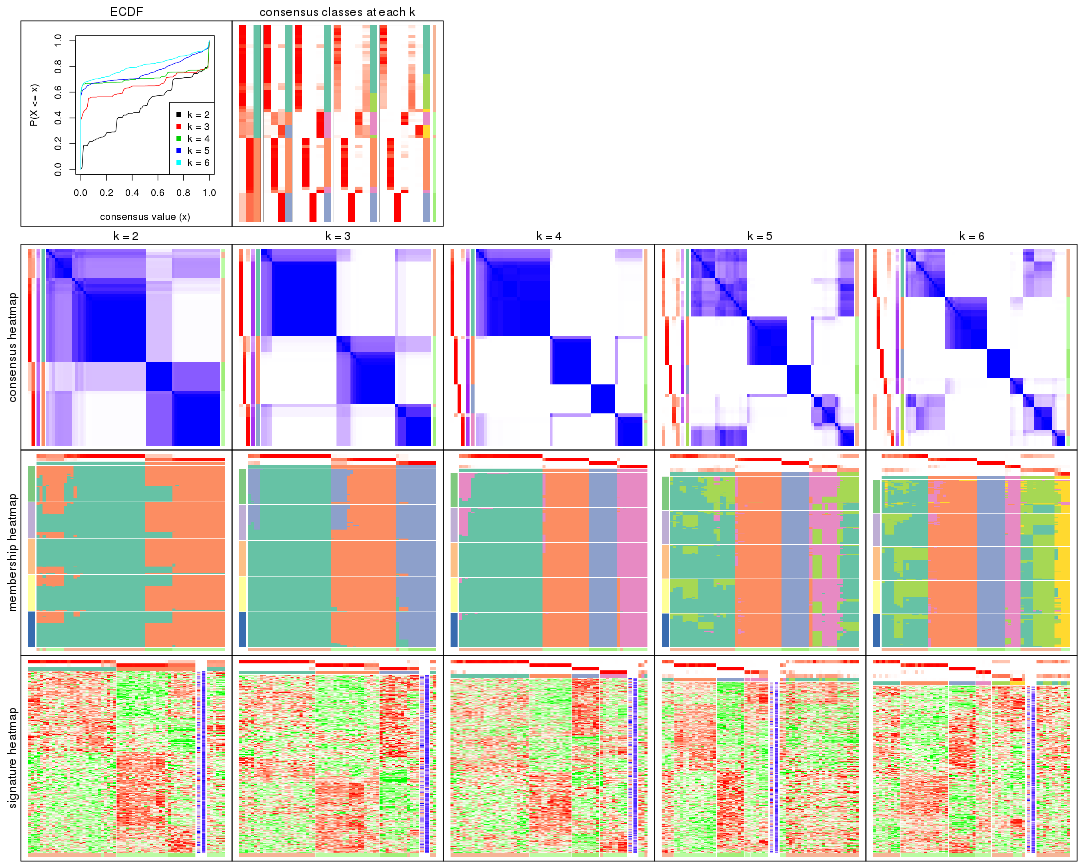 ECDF
consensus classes at each k
P(X <= x)
0.0
0.2
0.4
0.6
0.8
1.0
k = 2
k = 3
k = 4
k = 5
k = 6
0.0 0.2 0.4 0.6 0.8 1.0
consensus value (x)
k = 2
k = 3
k = 4
k = 5
k = 6
consensus heatmap
membership heatmap
signature heatmap